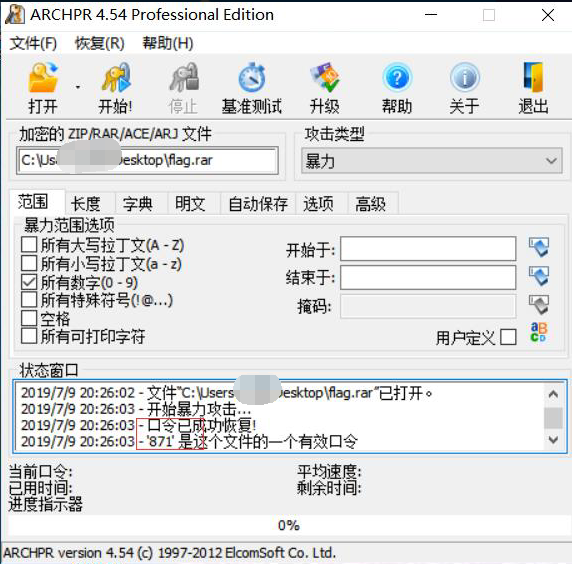 ARCHPR 4.54 Professional Edition
文件(F) 恢复(R) 帮助(H)
打开 开始! 停止 基准测试 升级 帮助 关于 退出
加密的 ZIP/RAR/ACE/ARJ 文件 攻击类型
C:\Us Desktop\flag.rar 暴力
范围 长度 字典 明文 自动保存 选项 高级
暴力范围选项
所有大写拉丁文(A - Z) 开始于:
所有小写拉丁文(a - z)
所有数字(0 - 9) 结束于:
所有特殊符号(!@...) 掩码:
空格
所有可打印字符 用户定义
状态窗口
2019/7/9 20:26:02 - 文件"C:\Users Desktop\flag.rar"已打开。
2019/7/9 20:26:03 - 开始暴力攻击...
2019/7/9 20:26:03 - 口令已成功恢复!
2019/7/9 20:26:03 - '871' 是这个文件的一个有效口令
当前口令: 平均速度:
已用时间: 剩余时间:
进度指示器
0%
ARCHPR version 4.54 (c) 1997-2012 ElcomSoft Co. Ltd.